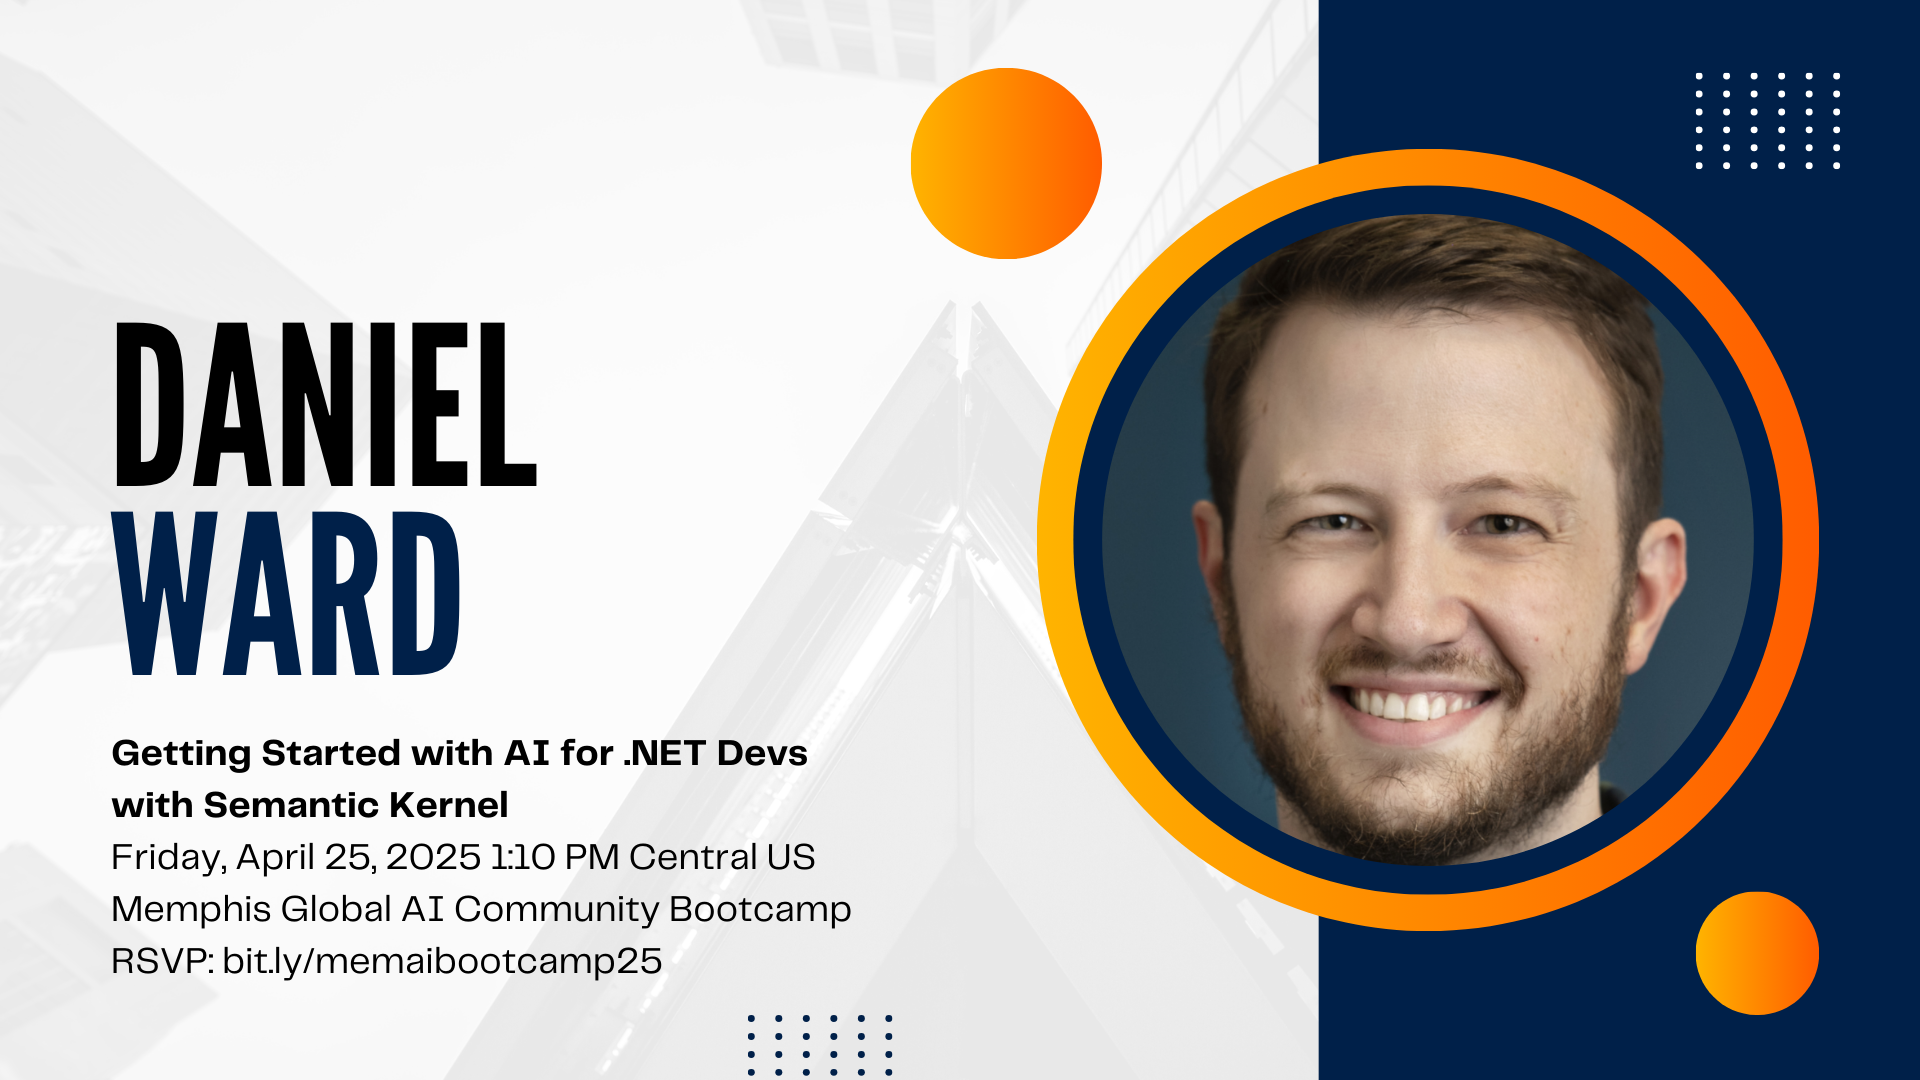 DANIEL
WARD
Getting Started with AI for .NET Devs
with Semantic Kernel
Friday, April 25, 2025 1:10 PM Central US
Memphis Global AI Community Bootcamp
RSVP: bit.ly/memaibootcamp25